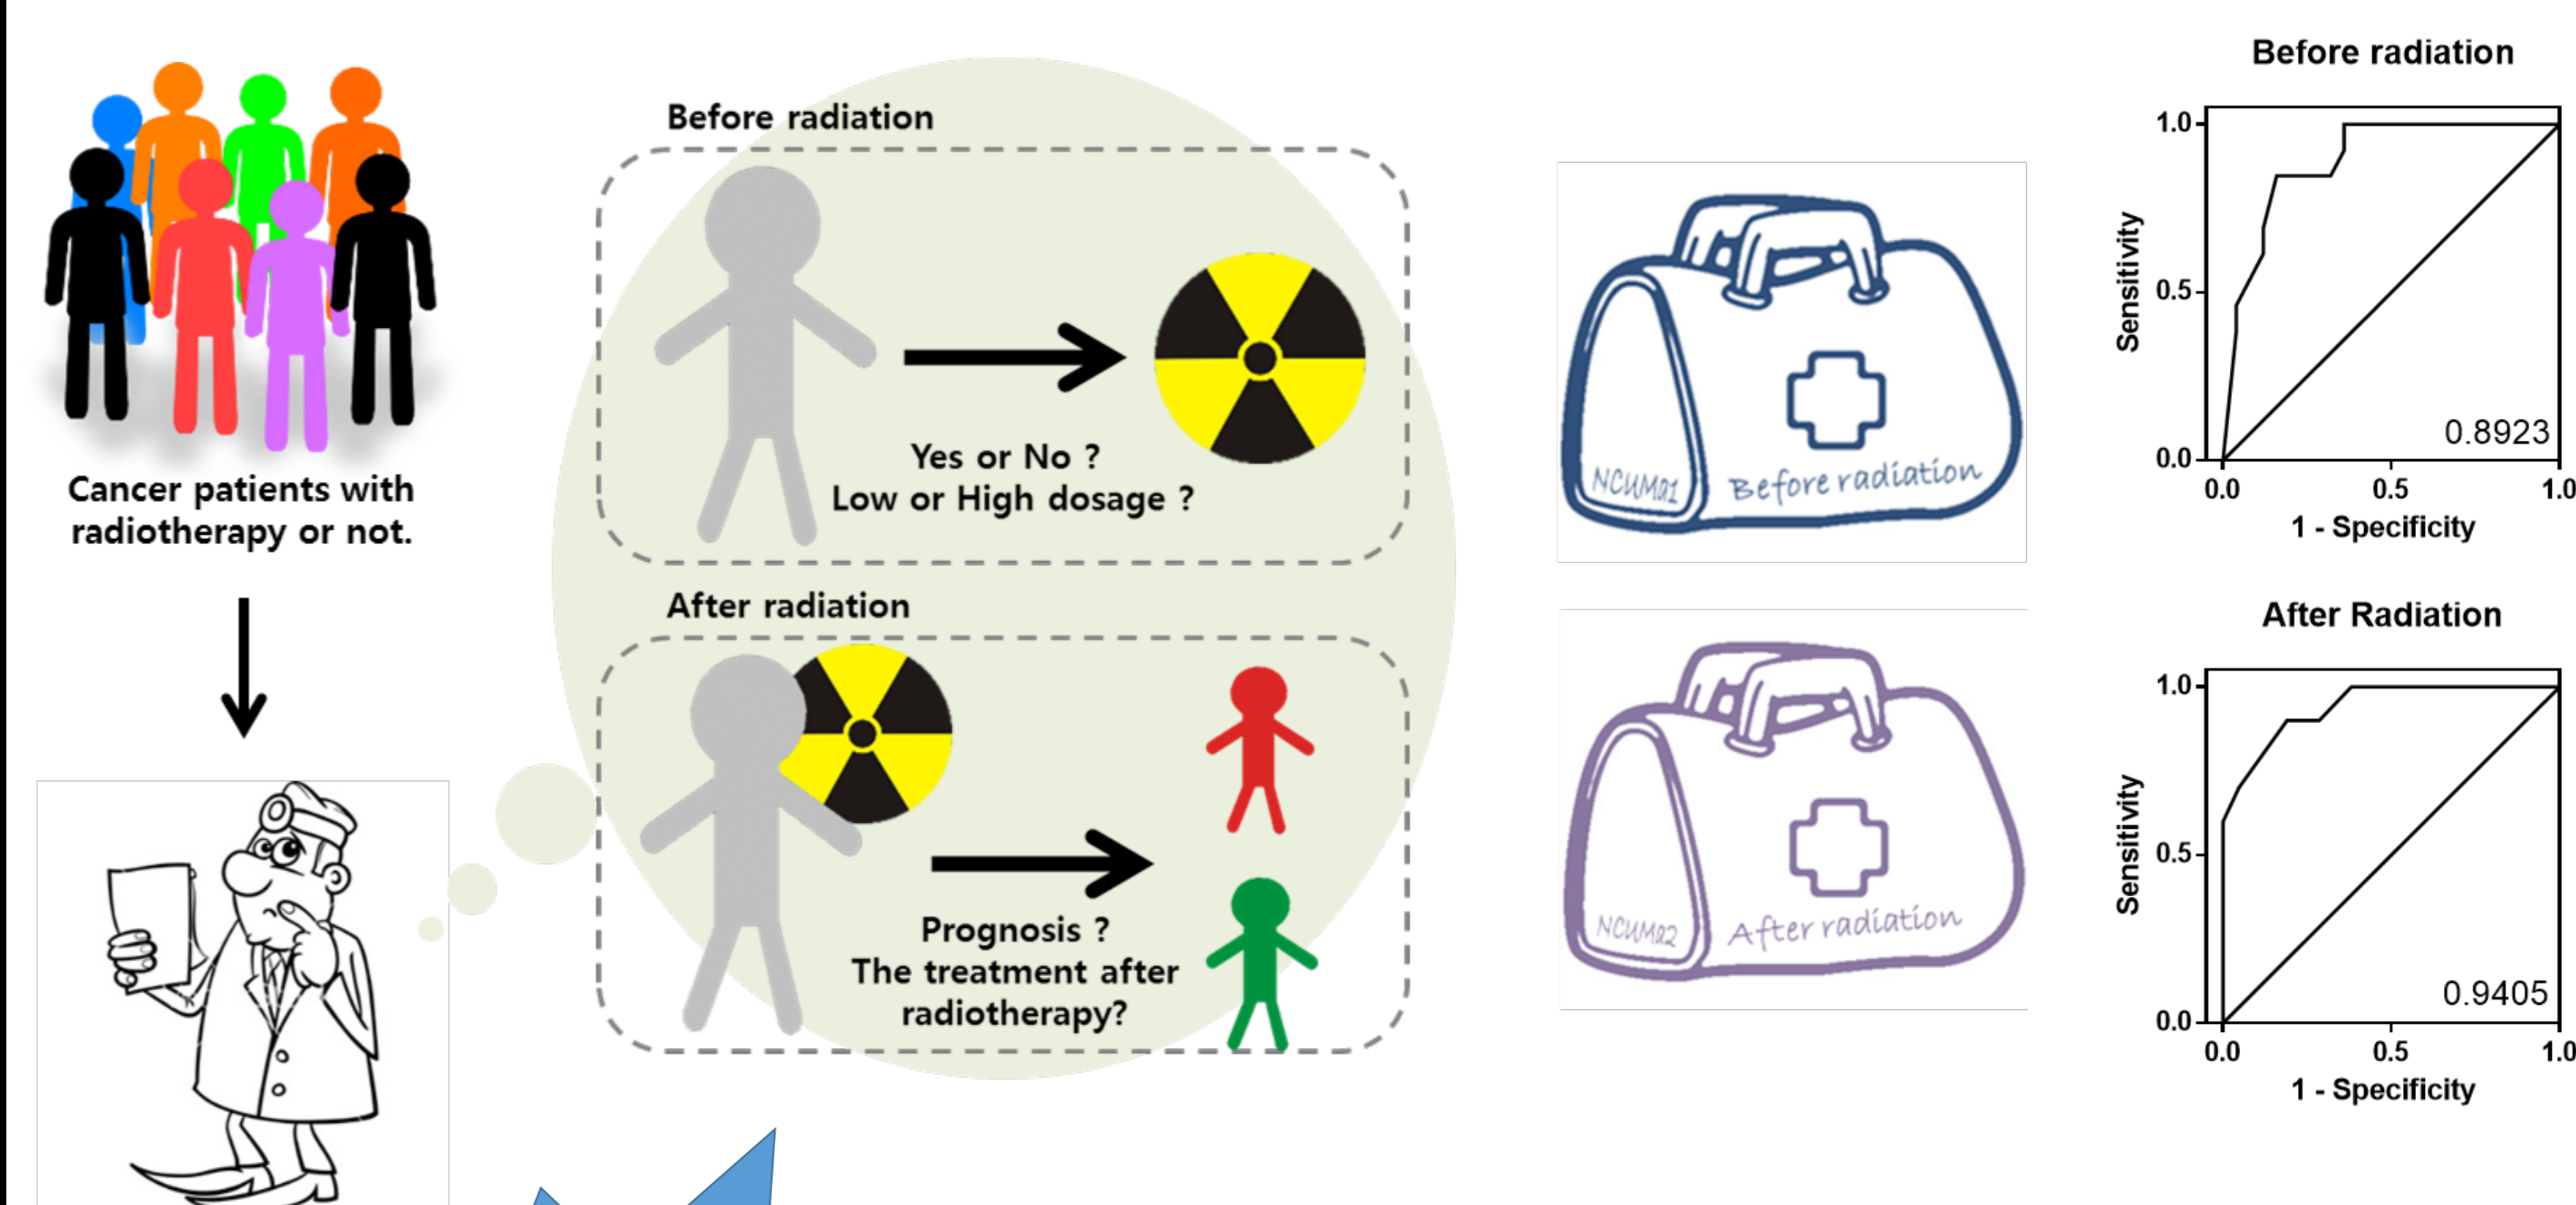 Cancer patients with
radiotherapy or not.
Before radiation
Yes or No ?
Low or High dosage ?
After radiation
Prognosis ?
The treatment after
radiotherapy?
NCUMa1
Before radiation
NCUMa2
After radiation
Before radiation
Sensitivity
1.0
0.5
0.0
0.8923
0.0 0.5 1.0
1 - Specificity
After Radiation
Sensitivity
1.0
0.5
0.0
0.9405
0.0 0.5 1.0
1 - Specificity